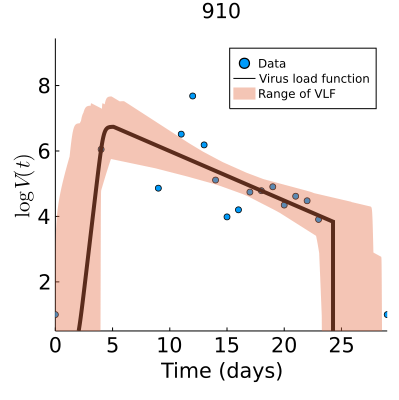 910
Data
Virus load function
Range of VLF
8
6
4
2
log V(t)
0 5 10 15 20 25
Time (days)